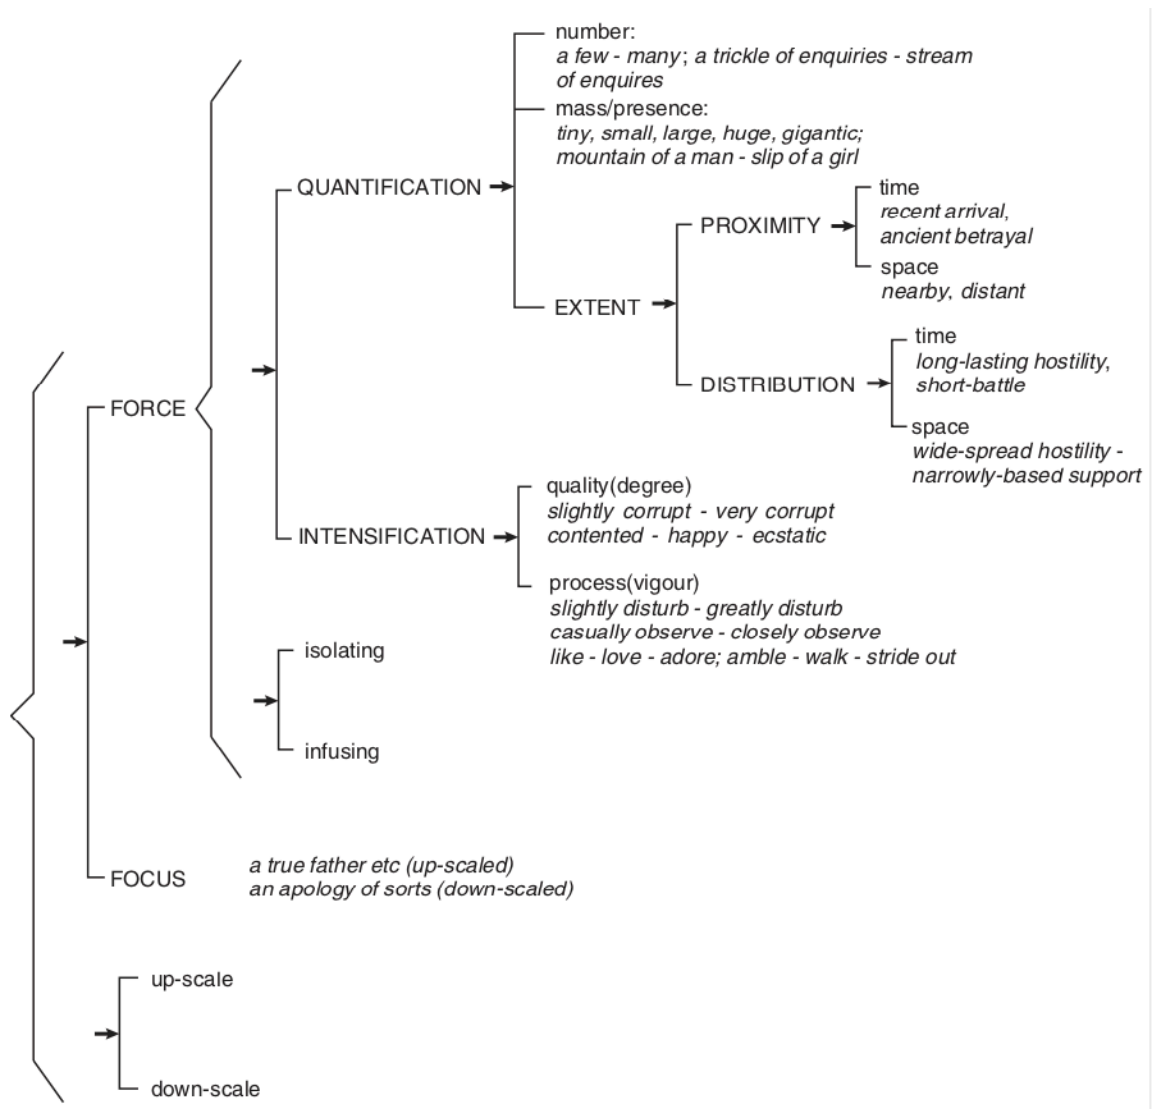 number:
a few - many; a trickle of enquiries - stream
of enquires
mass/presence:
tiny, small, large, huge, gigantic;
mountain of a man - slip of a girl
QUANTIFICATION
time
recent arrival,
ancient betrayal
PROXIMITY
space
nearby, distant
EXTENT
time
long-lasting hostility,
short-battle
DISTRIBUTION
space
wide-spread hostility -
narrowly-based support
FORCE
quality(degree)
slightly corrupt - very corrupt
contented - happy - ecstatic
INTENSIFICATION
process(vigour)
slightly disturb - greatly disturb
casually observe - closely observe
like - love - adore; amble - walk - stride out
isolating
infusing
FOCUS
a true father etc (up-scaled)
an apology of sorts (down-scaled)
up-scale
down-scale